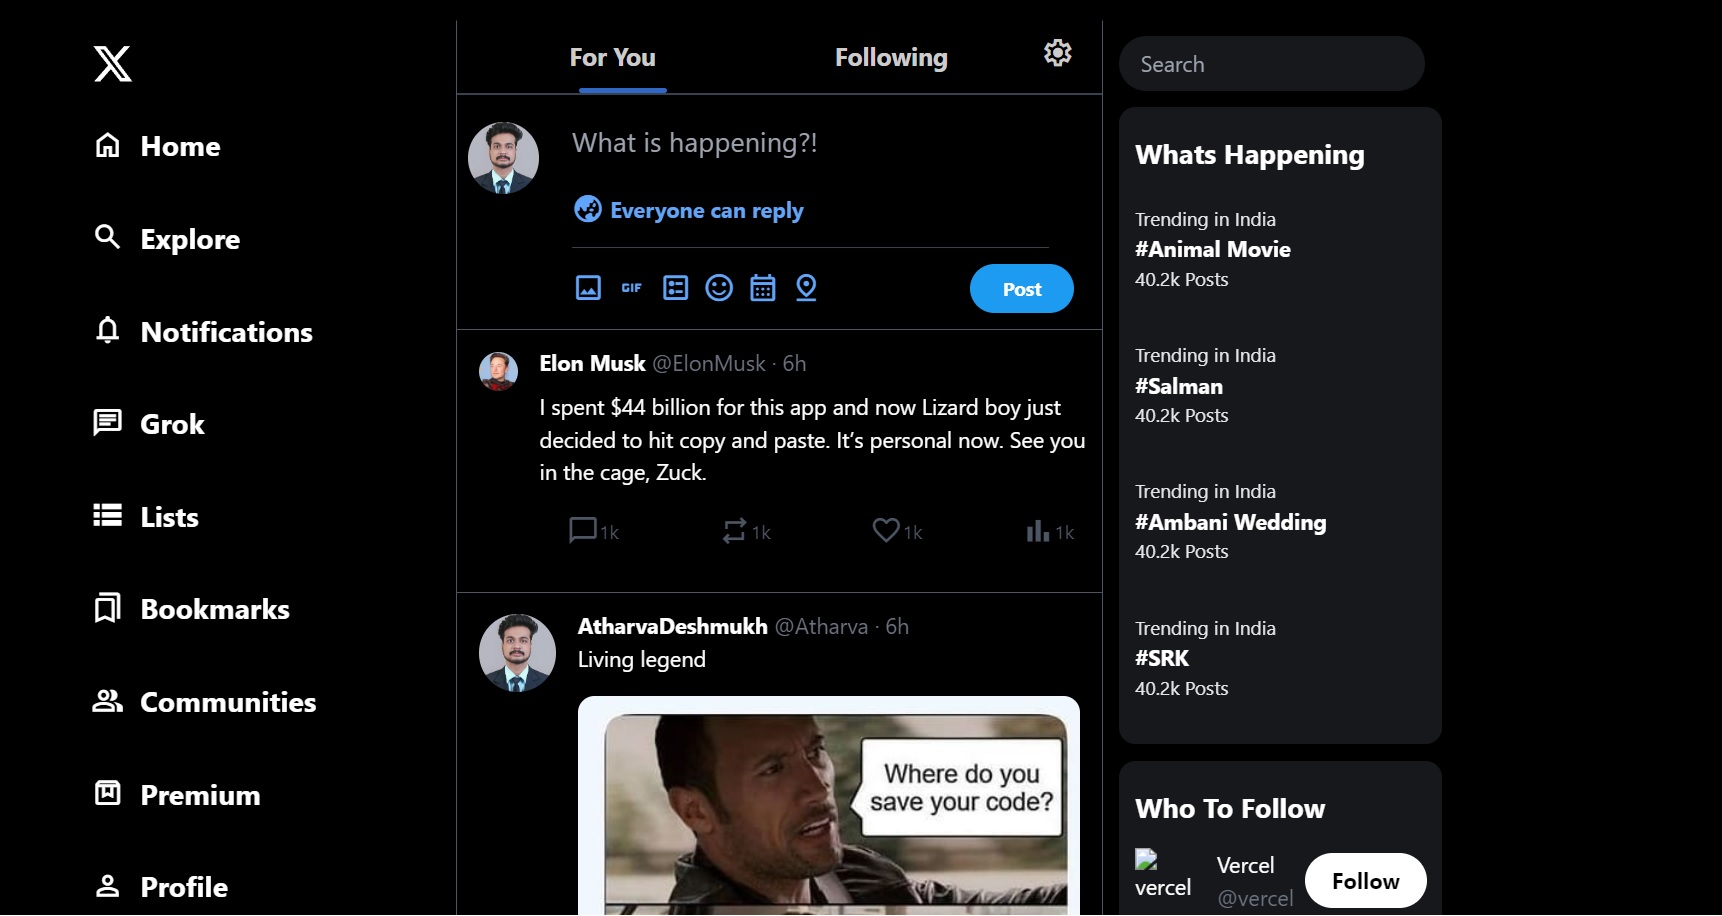 Home
Explore
Notifications
Grok
Lists
Bookmarks
Communities
Premium
Profile
For You
Following
What is happening?!
Everyone can reply
GIF
Post
Elon Musk @ElonMusk · 6h
I spent $44 billion for this app and now Lizard boy just
decided to hit copy and paste. It’s personal now. See you
in the cage, Zuck.
1k 1k 1k 1k
AtharvaDeshmukh @Atharva · 6h
Living legend
Where do you
save your code?
Search
Whats Happening
Trending in India
#Animal Movie
40.2k Posts
Trending in India
#Salman
40.2k Posts
Trending in India
#Ambani Wedding
40.2k Posts
Trending in India
#SRK
40.2k Posts
Who To Follow
vercel
Vercel
@vercel
Follow